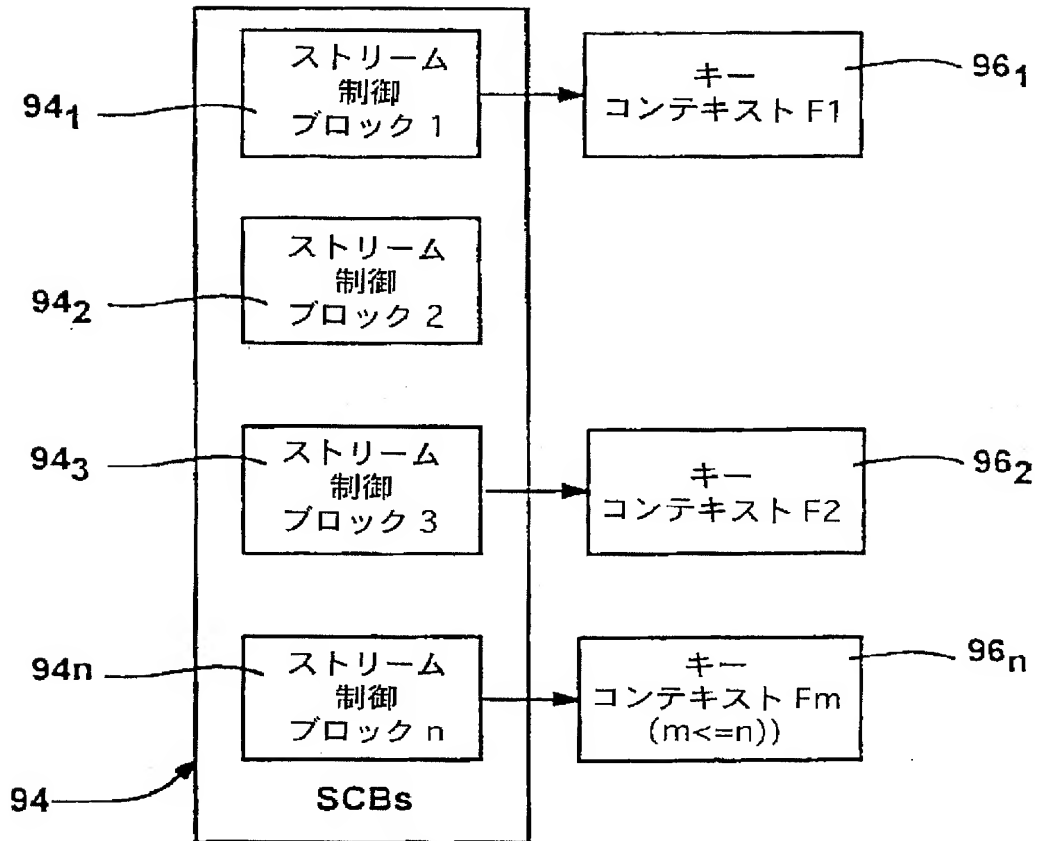 ストリーム
制御
ブロック 1
94₁
キー
コンテキスト F1
96₁
ストリーム
制御
ブロック 2
94₂
ストリーム
制御
ブロック 3
94₃
キー
コンテキスト F2
96₂
ストリーム
制御
ブロック n
94n
キー
コンテキスト Fm
(m<=n))
96ₙ
94
SCBs